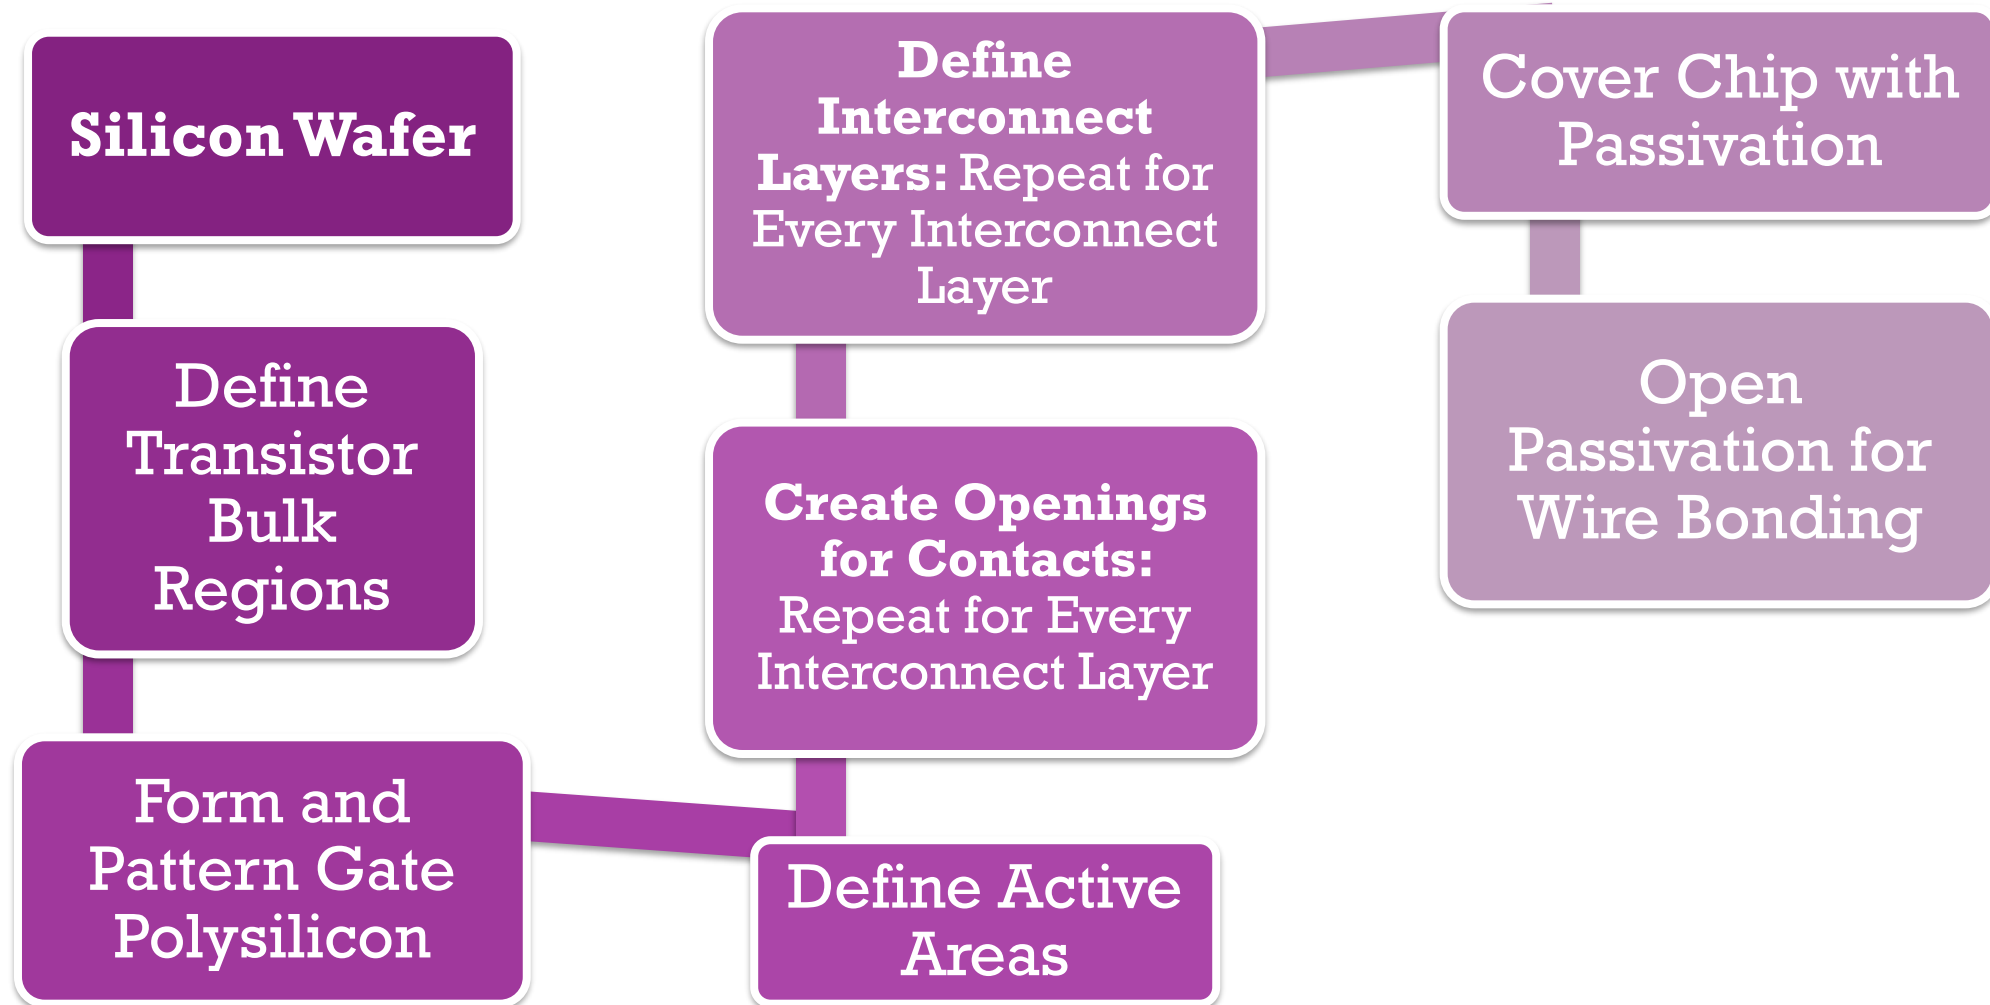 Silicon Wafer
Define
Transistor
Bulk
Regions
Form and
Pattern Gate
Polysilicon
Define Active
Areas
Create Openings
for Contacts:
Repeat for Every
Interconnect Layer
Define
Interconnect
Layers: Repeat for
Every Interconnect
Layer
Cover Chip with
Passivation
Open
Passivation for
Wire Bonding